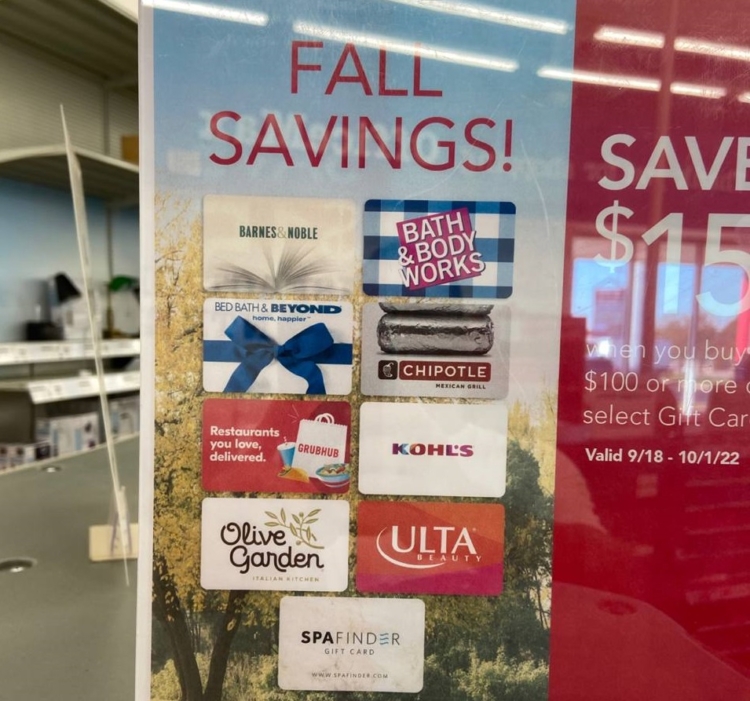 FALL
SAVINGS!
BARNES & NOBLE
BATH
& BODY
WORKS
BED BATH & BEYOND
home, happier™
CHIPOTLE
MEXICAN GRILL
Restaurants
you love,
delivered.
GRUBHUB
KOHL'S
Olive
Garden
ITALIAN KITCHEN
ULTA
BEAUTY
SPAFINDER
GIFT CARD
WWW.SPAFINDER.COM
SAVE
$15
when you buy
$100 or more
select Gift Car
Valid 9/18 - 10/1/22